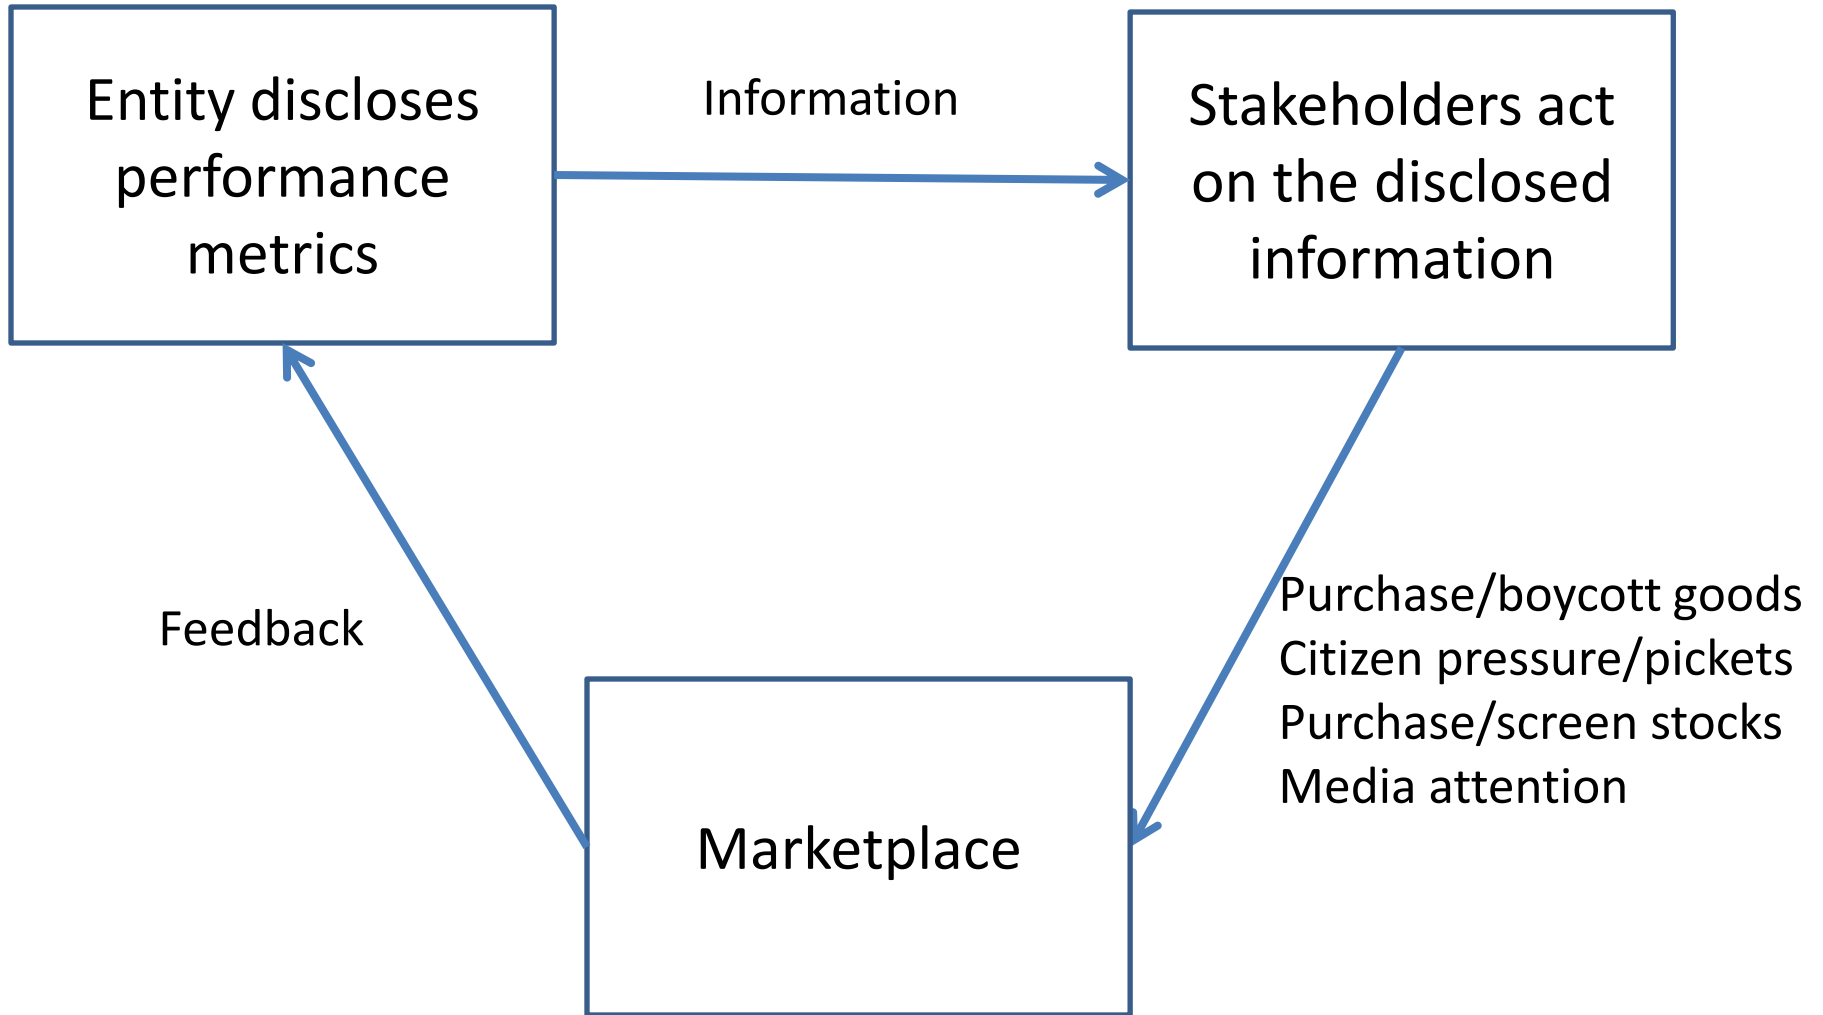 Entity discloses
performance
metrics
Information
Stakeholders act
on the disclosed
information
Feedback
Purchase/boycott goods
Citizen pressure/pickets
Purchase/screen stocks
Media attention
Marketplace